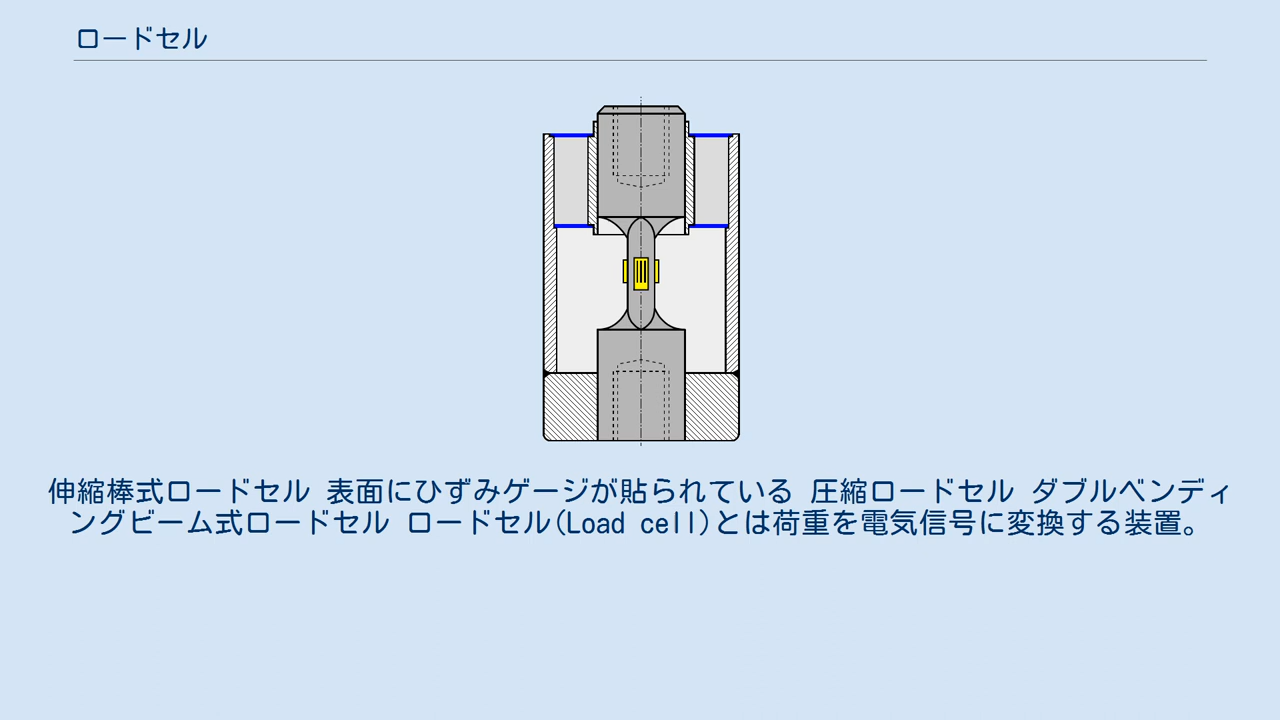 ロードセル
伸縮棒式ロードセル 表面にひずみゲージが貼られている 圧縮ロードセル ダブルベンディ
ングビーム式ロードセル ロードセル(Load cell)とは荷重を電気信号に変換する装置。